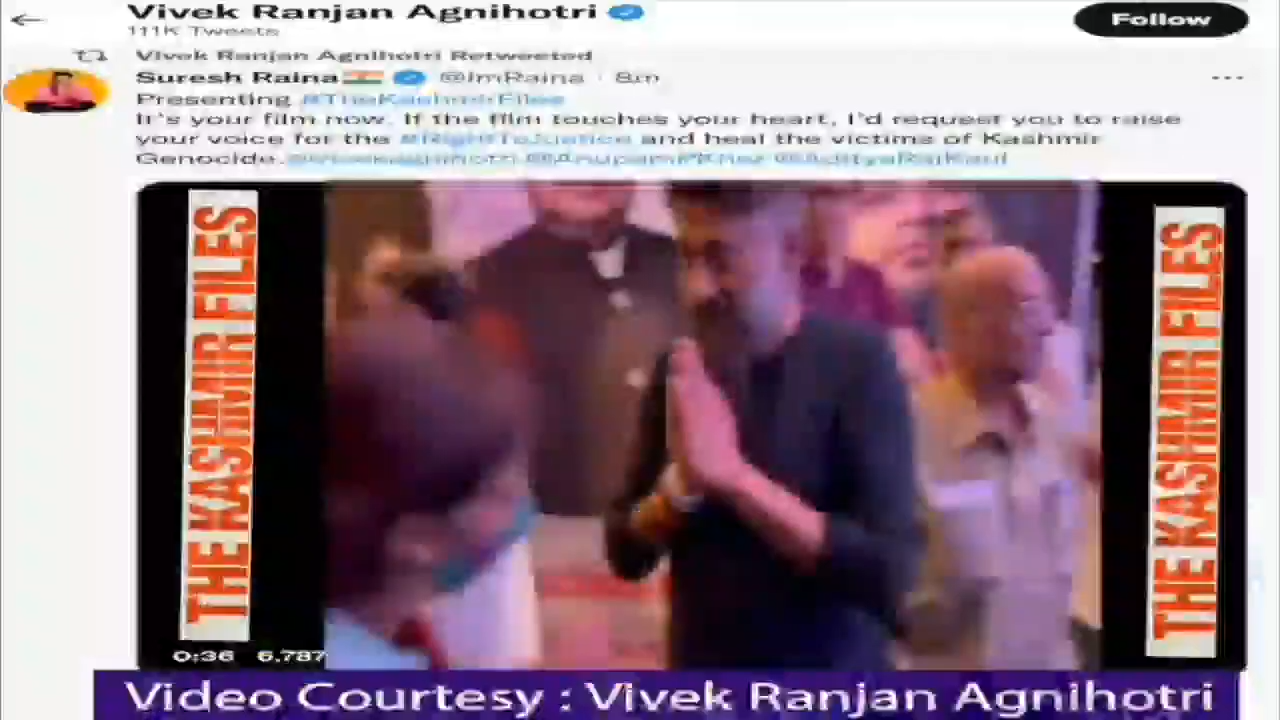 Vivek Ranjan Agnihotri
111K Tweets
Follow
Vivek Ranjan Agnihotri Retweeted
Suresh Raina @ImRaina · 8m
Presenting #TheKashmirFiles
It's your film now. If the film touches your heart, I'd request you to raise
your voice for the #RightToJustice and heal the victims of Kashmir
Genocide. @vivekagnihotri @AnupamPKher @AdityaRajKaul
THE KASHMIR FILES
THE KASHMIR FILES
0:36 6,787
Video Courtesy : Vivek Ranjan Agnihotri